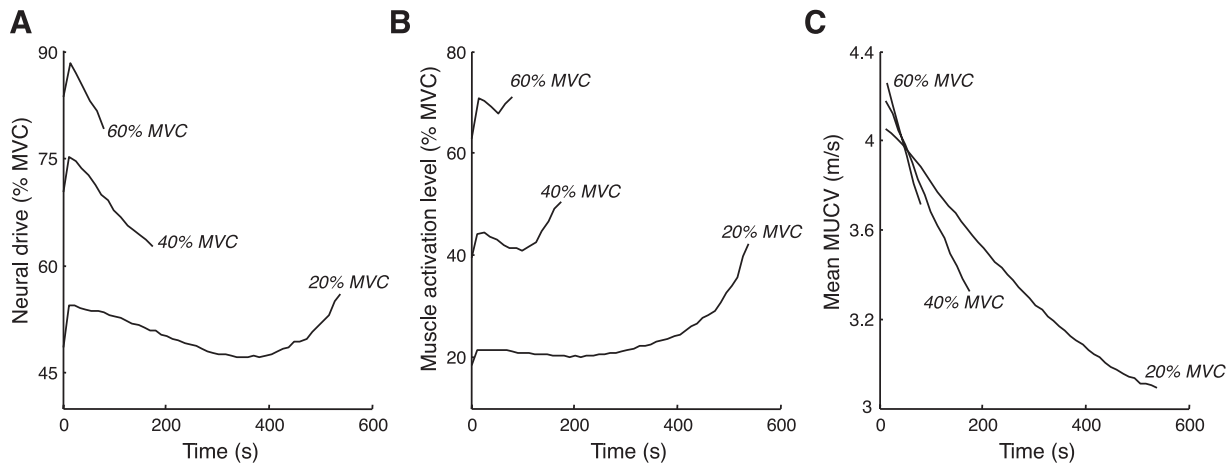 A
90
75
60
45
Neural drive (% MVC)
60% MVC
40% MVC
20% MVC
0 200 400 600
Time (s)
B
80
60
40
20
Muscle activation level (% MVC)
60% MVC
40% MVC
20% MVC
0 200 400 600
Time (s)
C
4.4
4
3.6
3.2
3
Mean MUCV (m/s)
60% MVC
40% MVC
20% MVC
0 200 400 600
Time (s)